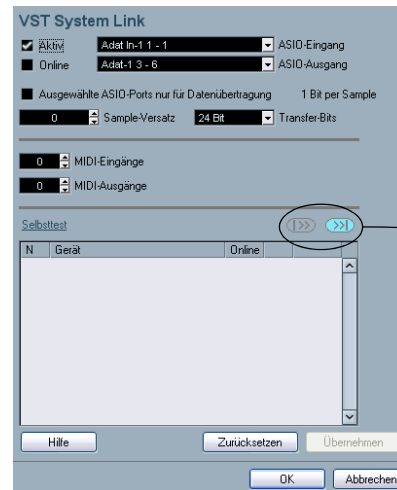 VST System Link
Aktiv Adat In-1 1 - 1 ASIO-Eingang
Online Adat-1 3 - 6 ASIO-Ausgang
Ausgewählte ASIO-Ports nur für Datenübertragung 1 Bit per Sample
0 Sample-Versatz 24 Bit Transfer-Bits
0 MIDI-Eingänge
0 MIDI-Ausgänge
Selbsttest
N Gerät Online
Hilfe Zurücksetzen Übernehmen
OK Abbrechen